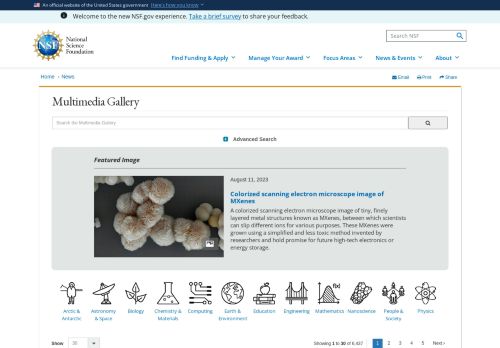 An official website of the United States government Here's how you know
Welcome to the new NSF.gov experience. Take a brief survey to share your feedback.
NSF
National
Science
Foundation
Search NSF
Find Funding & Apply
Manage Your Award
Focus Areas
News & Events
About
Home › News
Email
Print
Share
Multimedia Gallery
Search the Multimedia Gallery
Advanced Search
Featured Image
August 11, 2023
Colorized scanning electron microscope image of
MXenes
A colorized scanning electron microscope image of tiny, finely
layered metal structures known as MXenes, between which scientists
can slip different ions for various purposes. These MXenes were
grown using a simplified and less toxic method invented by
researchers and hold promise for future high-tech electronics or
energy storage.
f(x)
Arctic &
Antarctic
Astronomy
& Space
Biology
Chemistry &
Materials
Computing
Earth &
Environment
Education
Engineering
Mathematics
Nanoscience
People &
Society
Physics
Show 30
Showing 1 to 30 of 6,437
1 2 3 4 5 Next ›